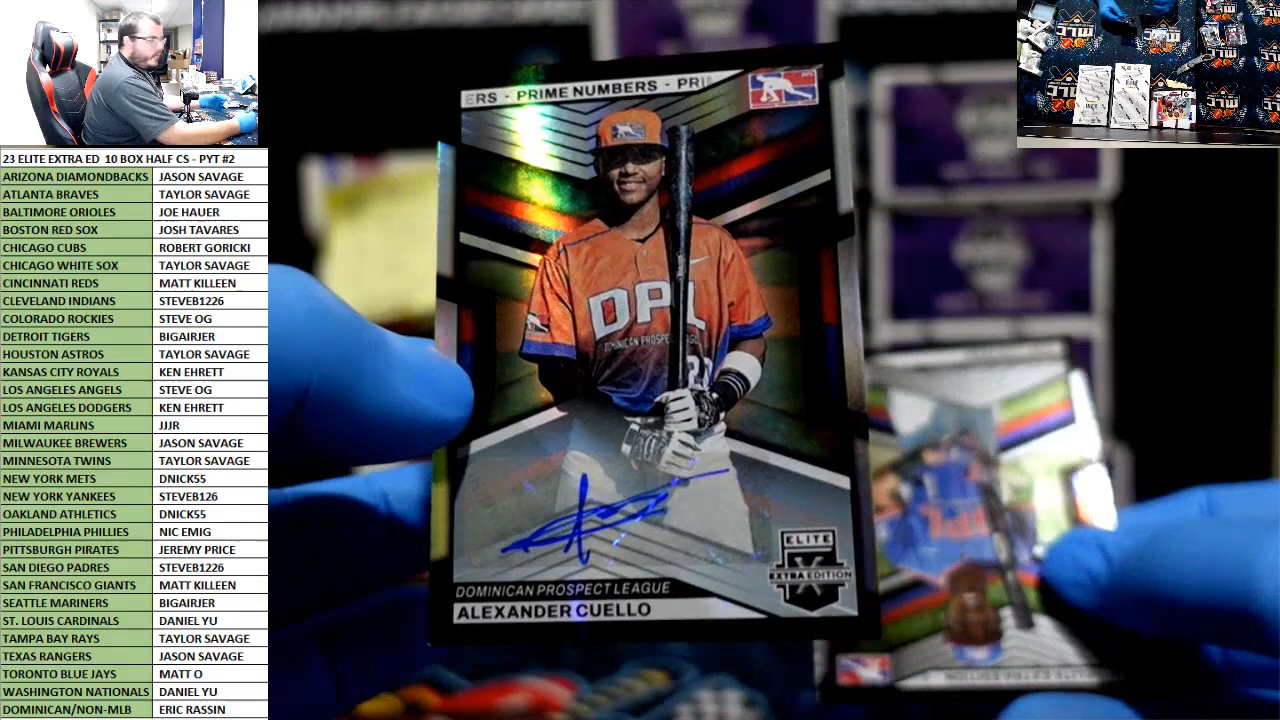 23 ELITE EXTRA ED 10 BOX HALF CS - PYT #2
ARIZONA DIAMONDBACKS JASON SAVAGE
ATLANTA BRAVES TAYLOR SAVAGE
BALTIMORE ORIOLES JOE HAUER
BOSTON RED SOX JOSH TAVARES
CHICAGO CUBS ROBERT GORICKI
CHICAGO WHITE SOX TAYLOR SAVAGE
CINCINNATI REDS MATT KILLEEN
CLEVELAND INDIANS STEVEB1226
COLORADO ROCKIES STEVE OG
DETROIT TIGERS BIGAIRJER
HOUSTON ASTROS TAYLOR SAVAGE
KANSAS CITY ROYALS KEN EHRETT
LOS ANGELES ANGELS STEVE OG
LOS ANGELES DODGERS KEN EHRETT
MIAMI MARLINS JJJR
MILWAUKEE BREWERS JASON SAVAGE
MINNESOTA TWINS TAYLOR SAVAGE
NEW YORK METS DNICK55
NEW YORK YANKEES STEVEB126
OAKLAND ATHLETICS DNICK55
PHILADELPHIA PHILLIES NIC EMIG
PITTSBURGH PIRATES JEREMY PRICE
SAN DIEGO PADRES STEVEB1226
SAN FRANCISCO GIANTS MATT KILLEEN
SEATTLE MARINERS BIGAIRJER
ST. LOUIS CARDINALS DANIEL YU
TAMPA BAY RAYS TAYLOR SAVAGE
TEXAS RANGERS JASON SAVAGE
TORONTO BLUE JAYS MATT O
WASHINGTON NATIONALS DANIEL YU
DOMINICAN/NON-MLB ERIC RASSIN
ERS - PRIME NUMBERS - PRI
DPL
DOMINICAN PROSPECT LEAGUE
ELITE
X
EXTRA EDITION
DOMINICAN PROSPECT LEAGUE
ALEXANDER CUELLO